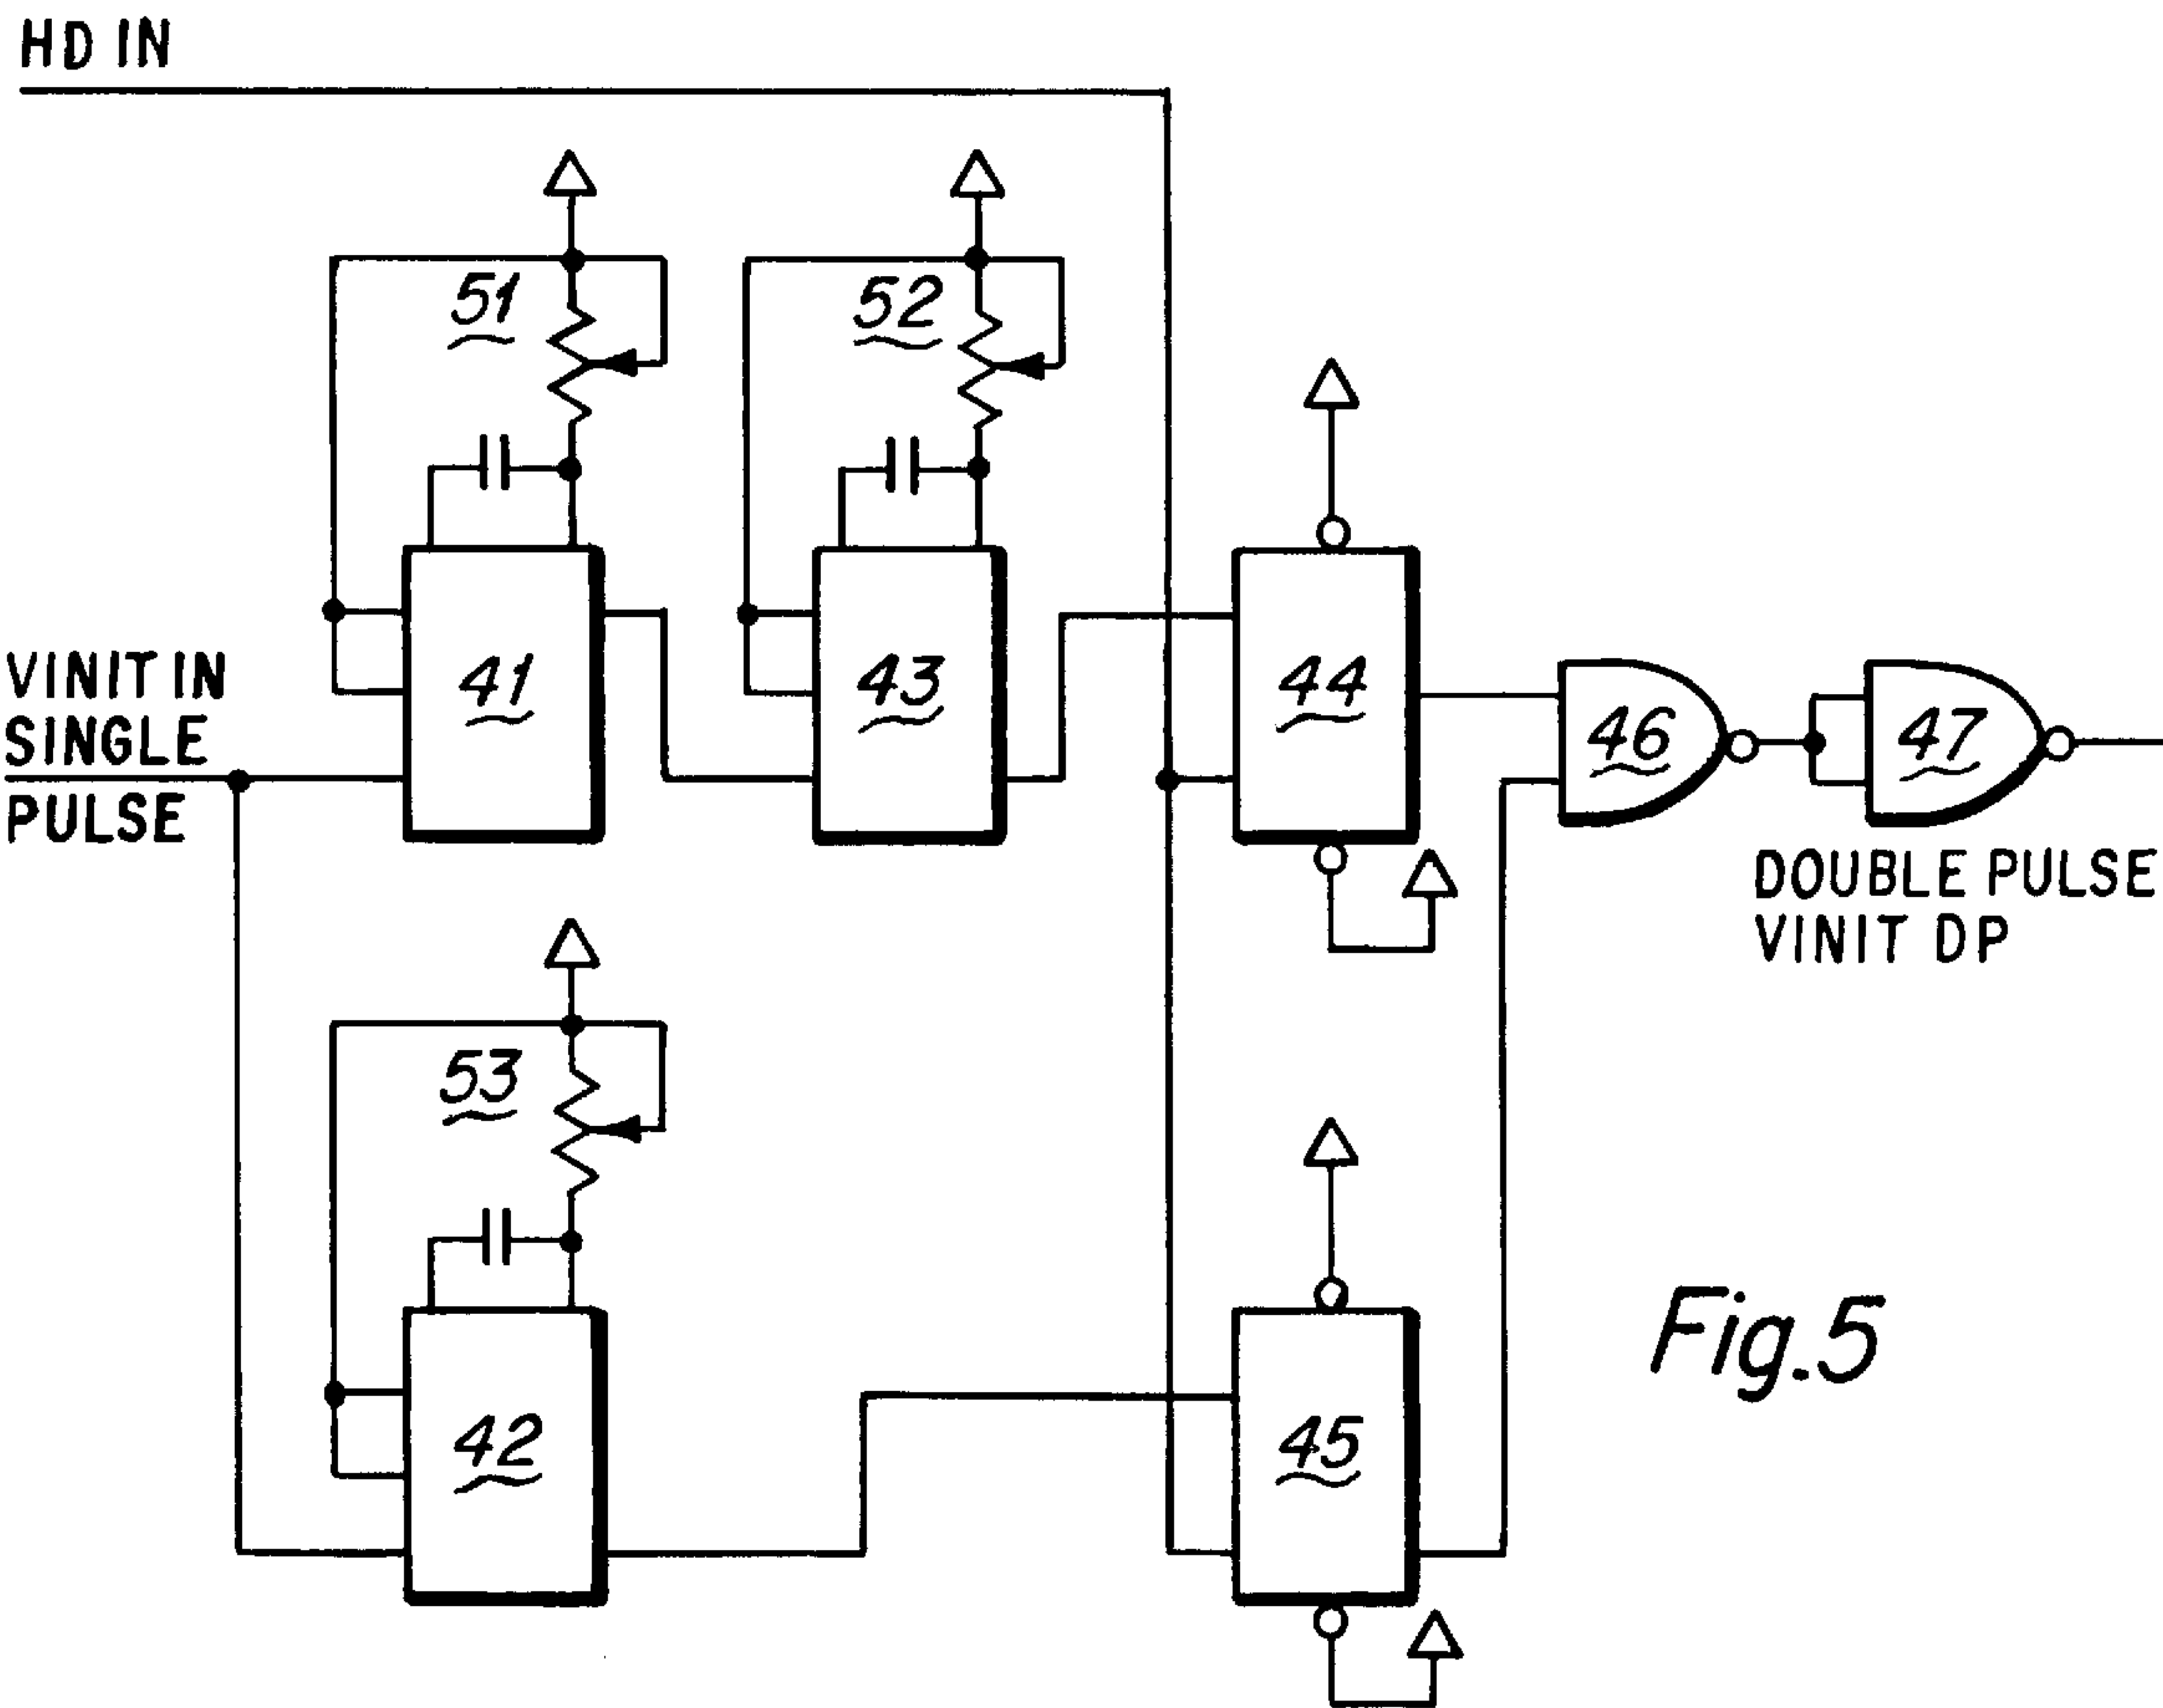 HD IN
51
52
VINIT IN
SINGLE
PULSE
41
43
44
46
47
DOUBLE PULSE
VINIT DP
53
42
45
Fig.5